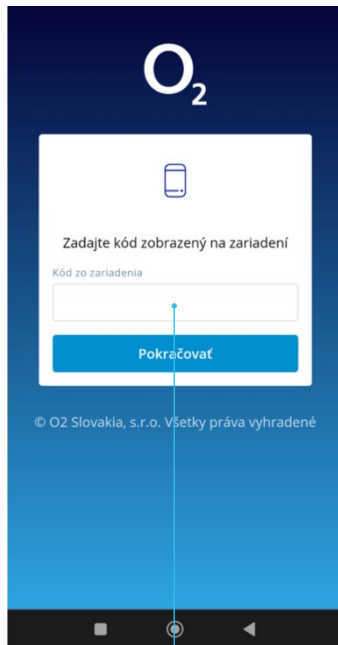 O2
Zadajte kód zobrazený na zariadení
Kód zo zariadenia
Pokračovať
© O2 Slovakia, s.r.o. Všetky práva vyhradené